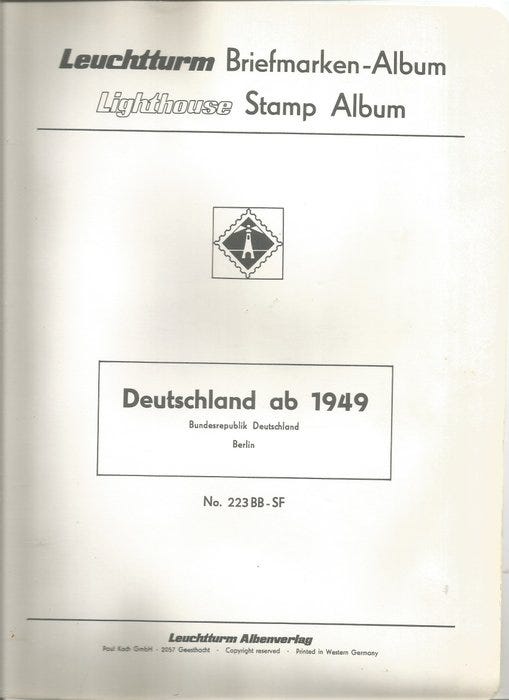 Leuchtturm Briefmarken-Album
Lighthouse Stamp Album
Deutschland ab 1949
Bundesrepublik Deutschland
Berlin
No. 223 BB-SF
Leuchtturm Albenverlag
Paul Koch GmbH · 2057 Geesthacht · Copyright reserved · Printed in Western Germany